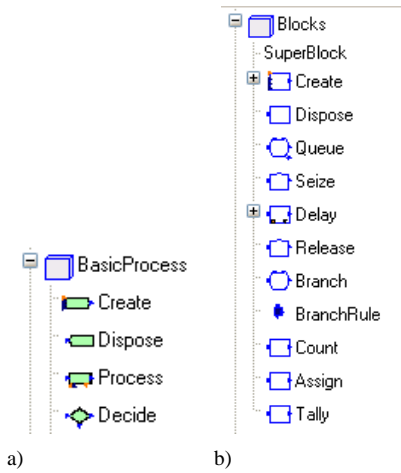 BasicProcess
Create
Dispose
Process
Decide
a)
Blocks
SuperBlock
Create
Dispose
Queue
Seize
Delay
Release
Branch
BranchRule
Count
Assign
Tally
b)